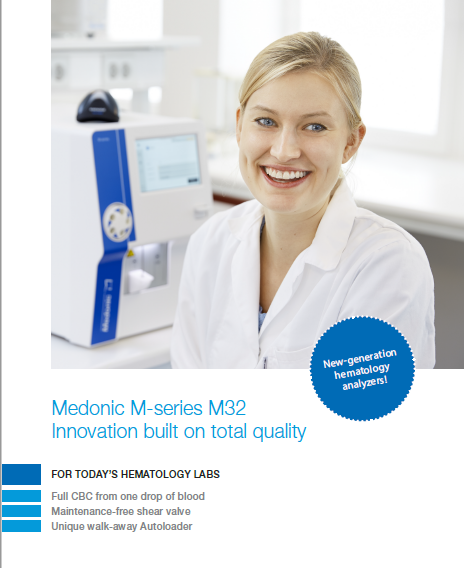 New-generation
hematology
analyzers!
Medonic M-series M32
Innovation built on total quality
FOR TODAY'S HEMATOLOGY LABS
Full CBC from one drop of blood
Maintenance-free shear valve
Unique walk-away Autoloader